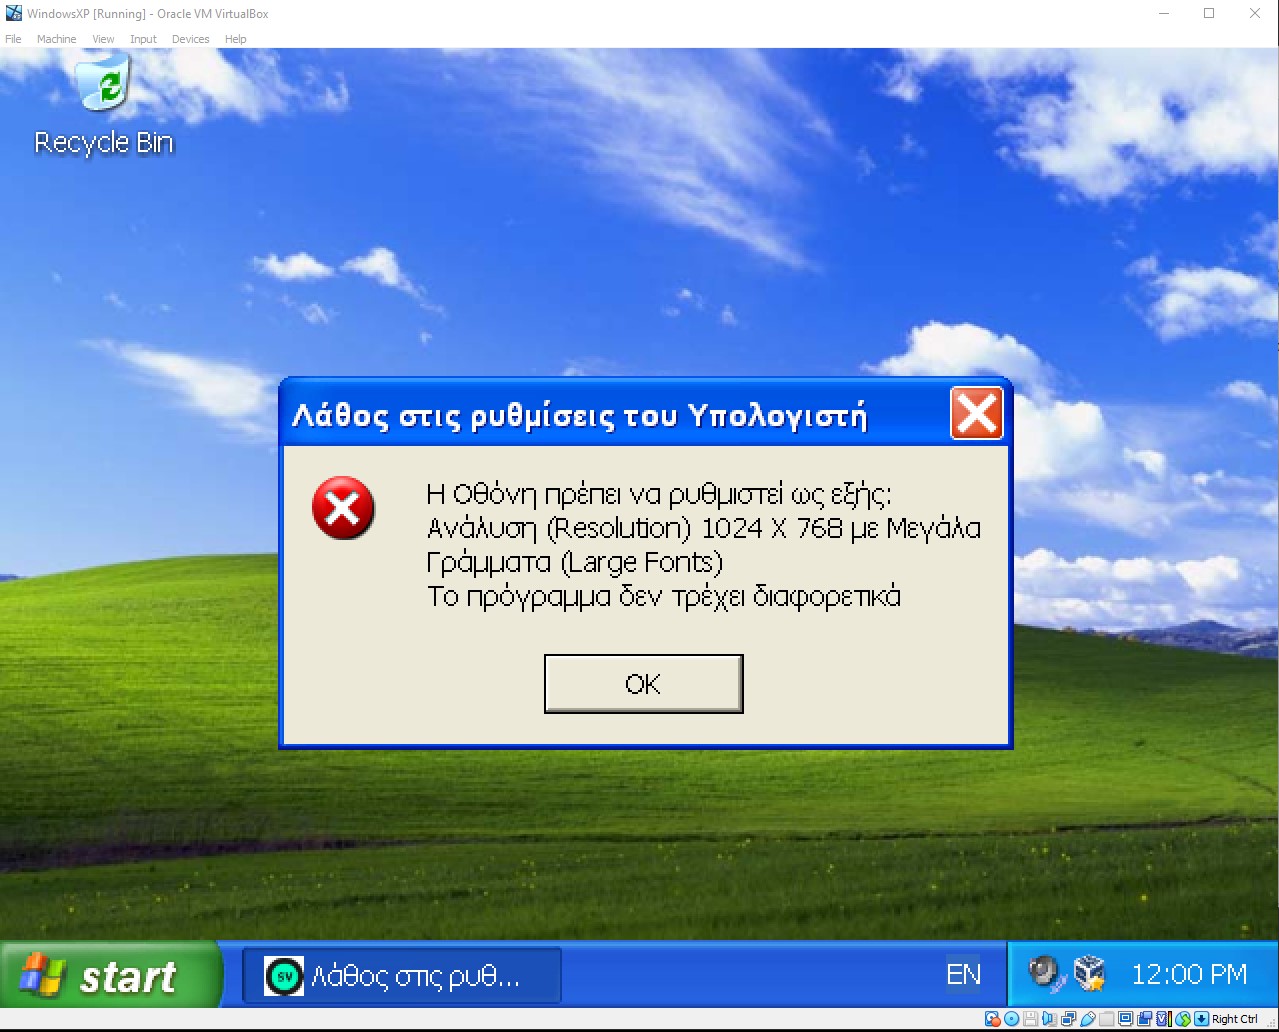 WindowsXP [Running] - Oracle VM VirtualBox
File Machine View Input Devices Help
Recycle Bin
Λάθος στις ρυθμίσεις του Υπολογιστή
Η Οθόνη πρέπει να ρυθμιστεί ως εξής:
Ανάλυση (Resolution) 1024 X 768 με Μεγάλα
Γράμματα (Large Fonts)
Το πρόγραμμα δεν τρέχει διαφορετικά
OK
start
SV
Λάθος στις ρυθ...
EN
12:00 PM
Right Ctrl